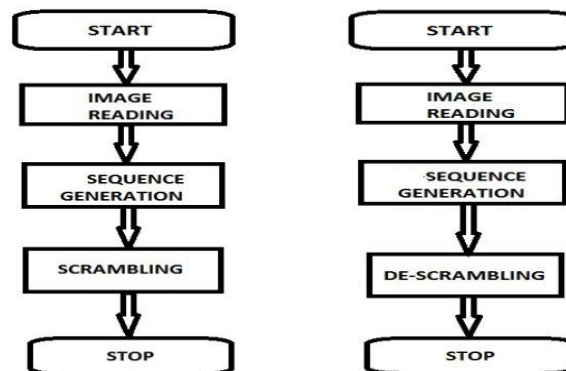 START
IMAGE
READING
SEQUENCE
GENERATION
SCRAMBLING
STOP
START
IMAGE
READING
SEQUENCE
GENERATION
DE-SCRAMBLING
STOP